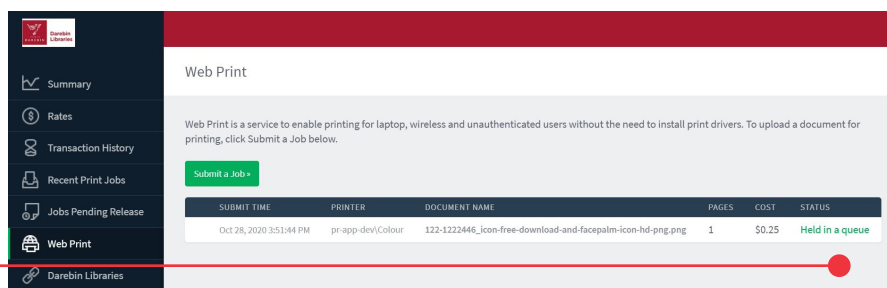 DAREBIN
Darebin
Libraries
Summary
Rates
Transaction History
Recent Print Jobs
Jobs Pending Release
Web Print
Darebin Libraries
Web Print
Web Print is a service to enable printing for laptop, wireless and unauthenticated users without the need to install print drivers. To upload a document for
printing, click Submit a Job below.
Submit a Job »
SUBMIT TIME PRINTER DOCUMENT NAME PAGES COST STATUS
Oct 28, 2020 3:51:44 PM pr-app-dev\Colour 122-1222446_icon-free-download-and-facepalm-icon-hd-png.png 1 $0.25 Held in a queue